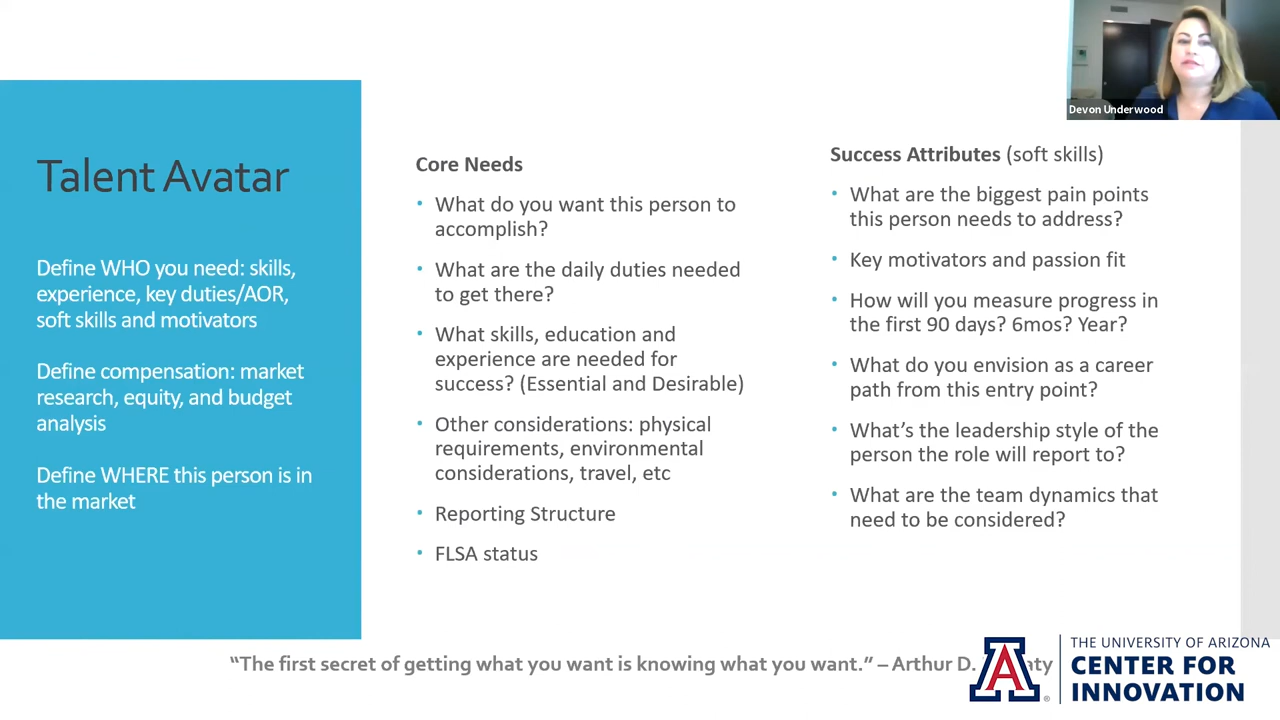 Devon Underwood
Talent Avatar
Define WHO you need: skills,
experience, key duties/AOR,
soft skills and motivators
Define compensation: market
research, equity, and budget
analysis
Define WHERE this person is in
the market
Core Needs
• What do you want this person to
accomplish?
• What are the daily duties needed
to get there?
• What skills, education and
experience are needed for
success? (Essential and Desirable)
• Other considerations: physical
requirements, environmental
considerations, travel, etc
• Reporting Structure
• FLSA status
Success Attributes (soft skills)
• What are the biggest pain points
this person needs to address?
• Key motivators and passion fit
• How will you measure progress in
the first 90 days? 6mos? Year?
• What do you envision as a career
path from this entry point?
• What’s the leadership style of the
person the role will report to?
• What are the team dynamics that
need to be considered?
“The first secret of getting what you want is knowing what you want.” – Arthur D.
A
®
THE UNIVERSITY OF ARIZONA
CENTER FOR
INNOVATION